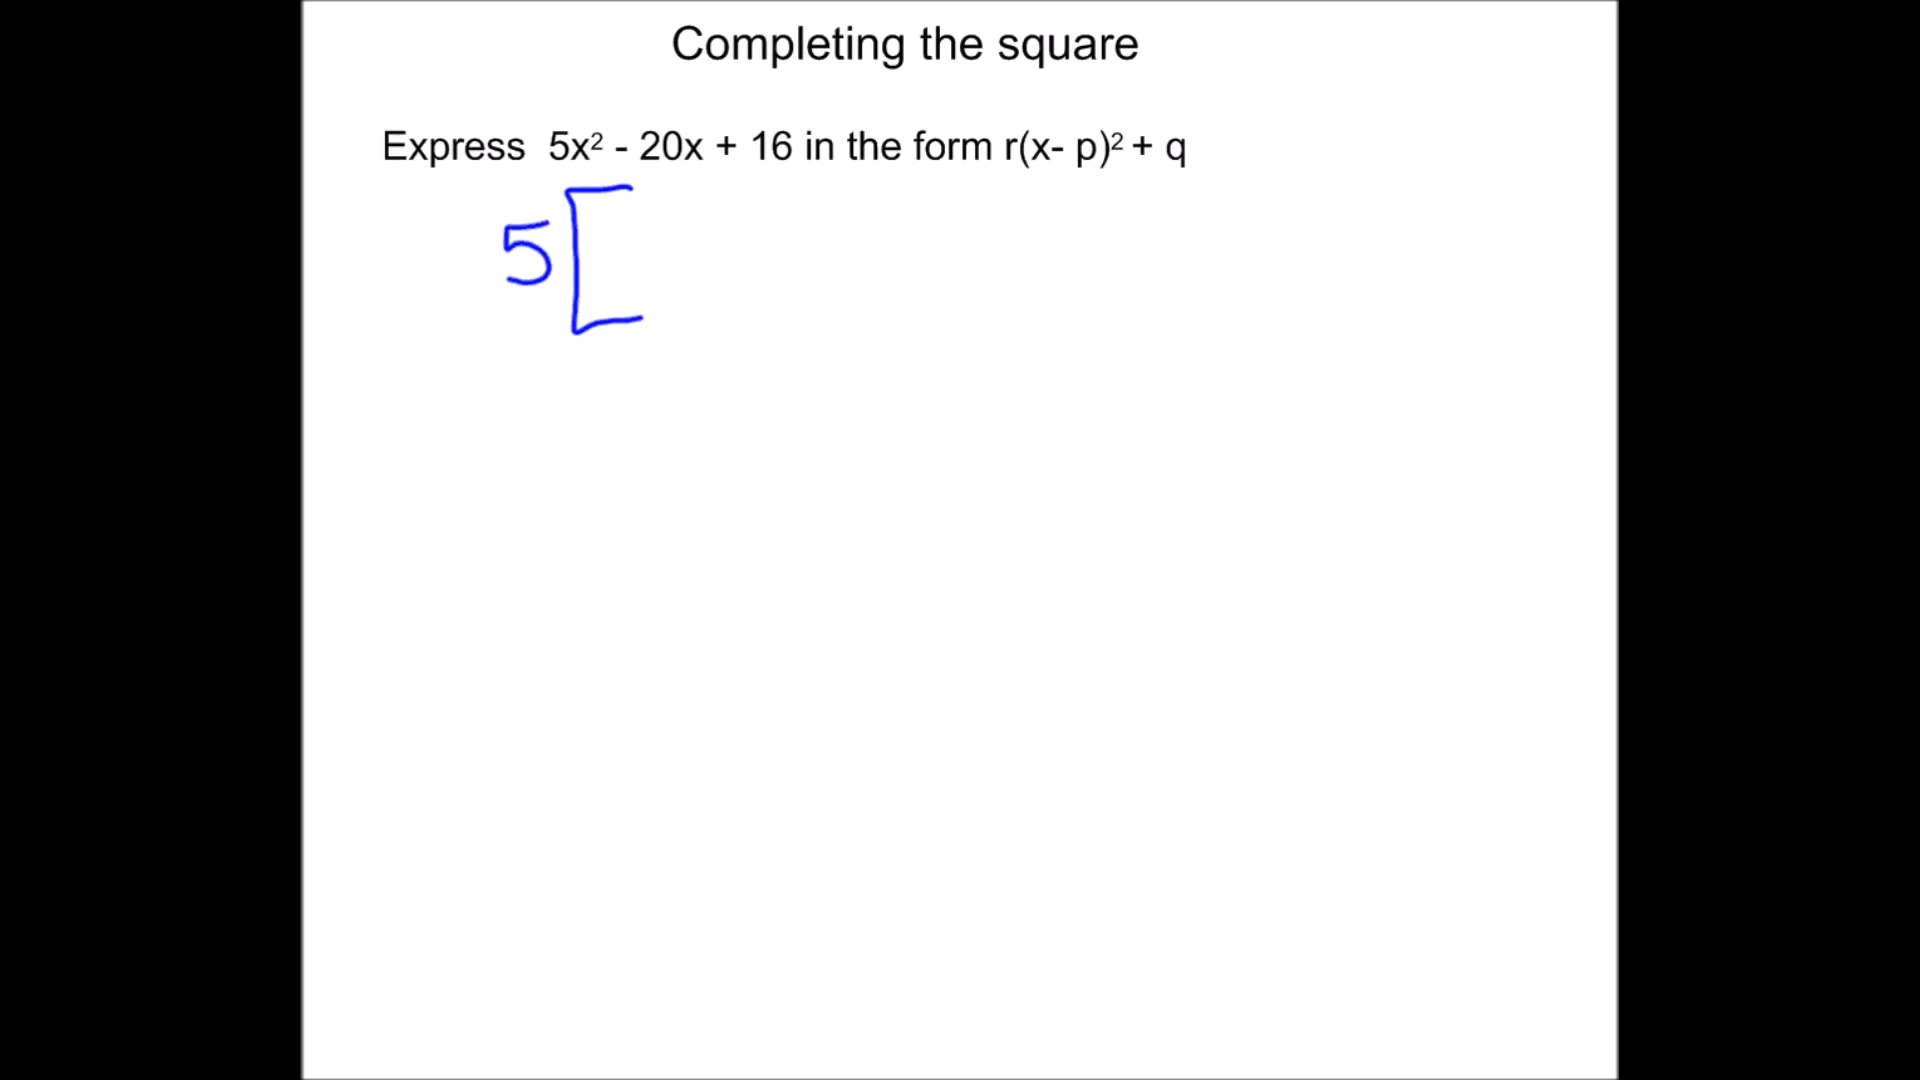 Completing the square
Express 5x² - 20x + 16 in the form r(x- p)² + q
5[